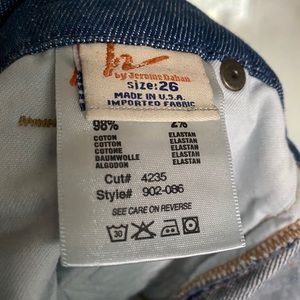 by Jerome Dahan
size:26
MADE IN U.S.A.
IMPORTED FABRIC
98% 2%
COTTON ELASTAN
COTON ELASTAN
COTONE ELASTAN
BAUMWOLLE ELASTAN
ALGODON ELASTAN
Cut# 4235
Style# 902-086
SEE CARE ON REVERSE
30